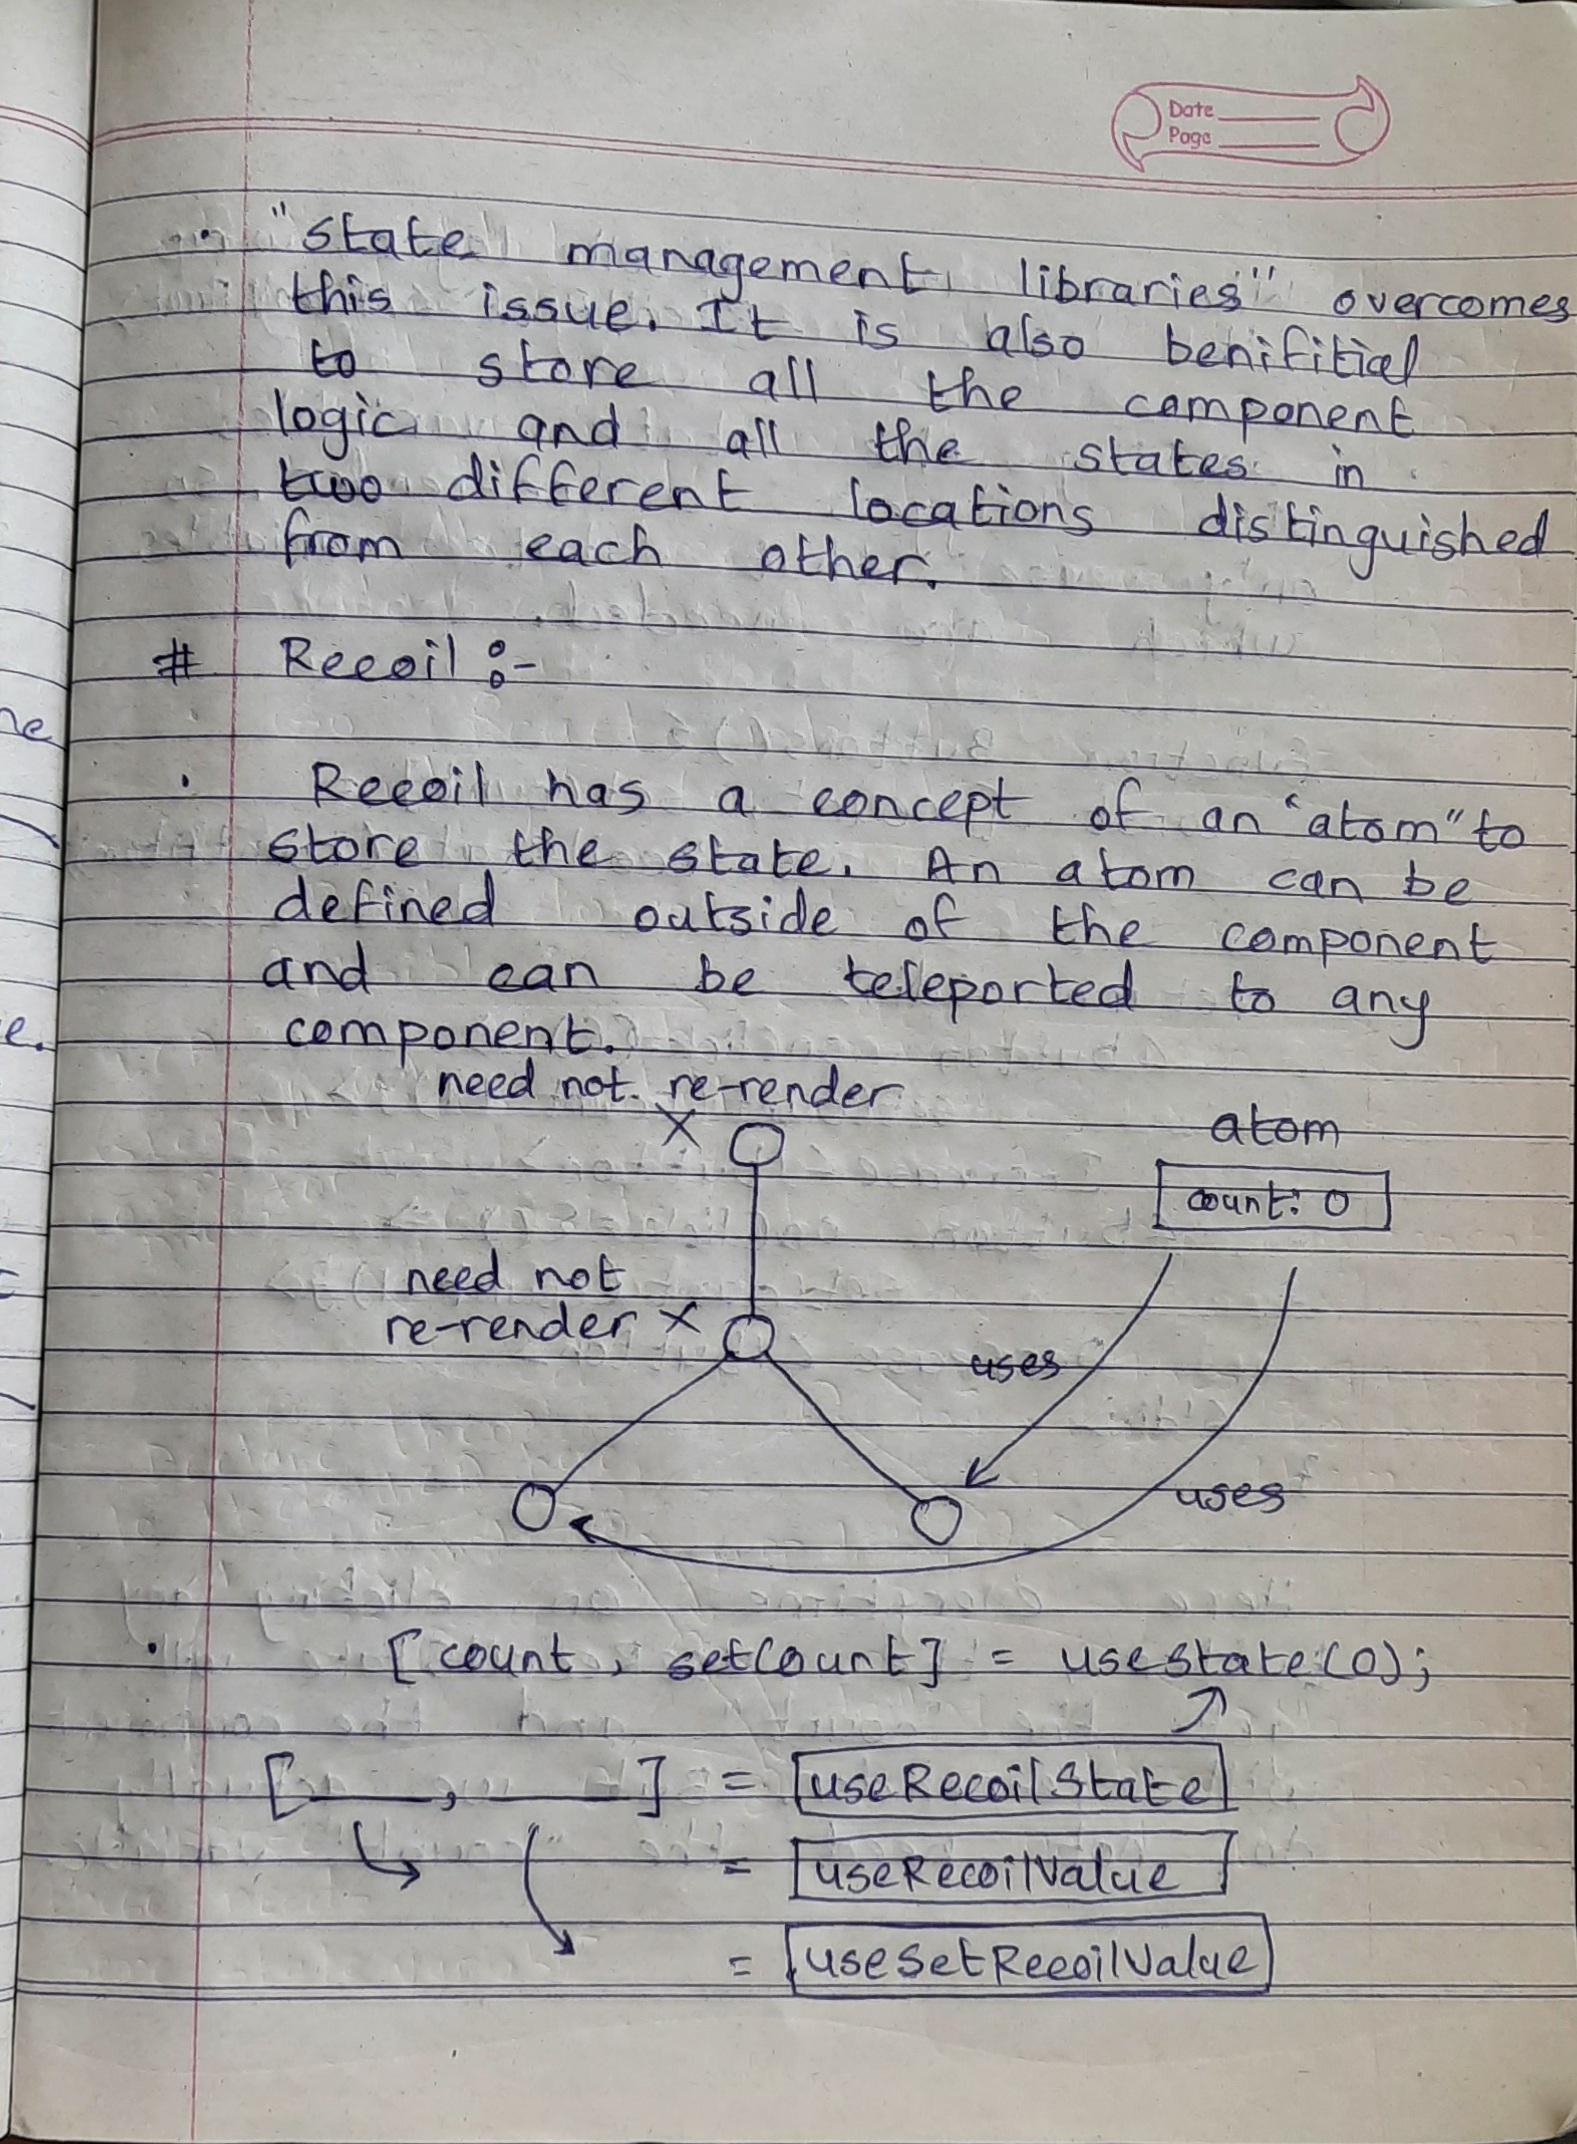 Date
Page
· "state management libraries" overcomes
this issue. It is also benifitial
to store all the component
logic and all the states in
two different locations distinguished
from each other.
# Recoil :-
· Recoil has a concept of an "atom" to
store the state. An atom can be
defined outside of the component
and can be teleported to any
component.
need not re-render
X
atom
count: 0
need not
re-render X
uses
uses
· [count, setCount] = useState(0);
[___, ___] = useRecoilState
= useRecoilValue
= useSetRecoilValue
ne
e.